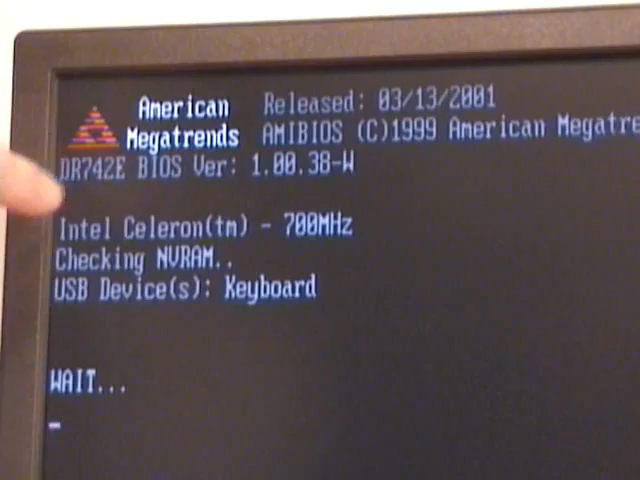 American Released: 03/13/2001
Megatrends AMIBIOS (C)1999 American Megatre
DR742E BIOS Ver: 1.00.38-W
Intel Celeron(tm) - 700MHz
Checking NVRAM..
USB Device(s): Keyboard
WAIT...